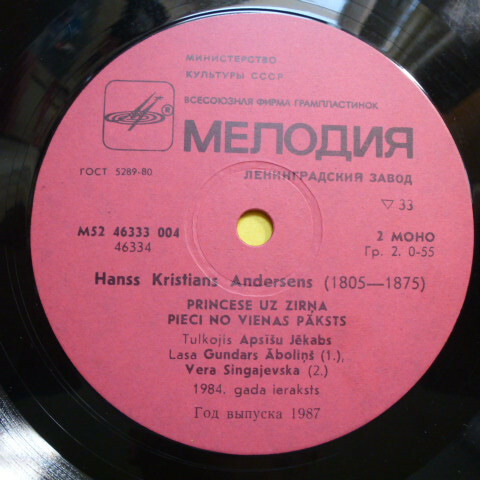 МИНИСТЕРСТВО
КУЛЬТУРЫ СССР
ВСЕСОЮЗНАЯ ФИРМА ГРАМПЛАСТИНОК
® МЕЛОДИЯ
ГОСТ 5289-80
ЛЕНИНГРАДСКИЙ ЗАВОД
▽ 33
М52 46333 004
46334
2 МОНО
Гр. 2. 0-55
Hanss Kristians Andersens (1805—1875)
PRINCESE UZ ZIRŅA
PIECI NO VIENAS PĀKSTS
Tulkojis Apsīšu Jēkabs
Lasa Gundars Āboliņš (1.),
Vera Singajevska (2.)
1984. gada ieraksts
Год выпуска 1987